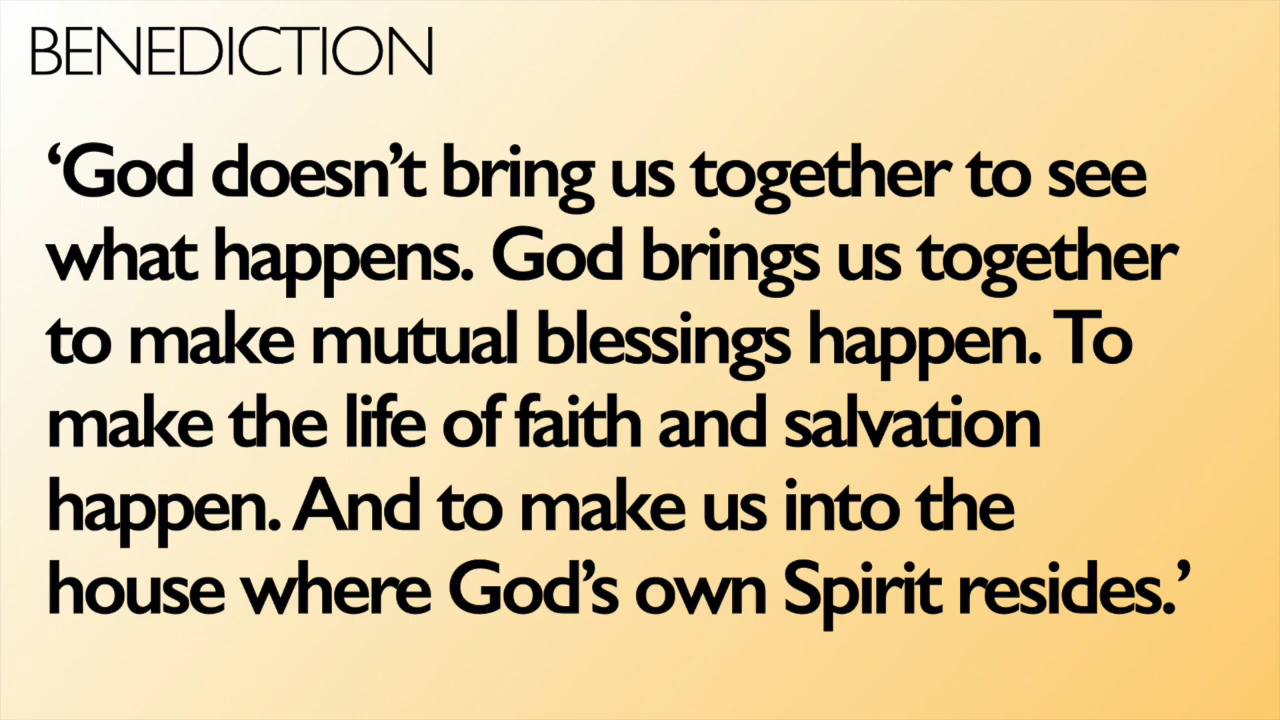 BENEDICTION
‘God doesn’t bring us together to see
what happens. God brings us together
to make mutual blessings happen. To
make the life of faith and salvation
happen. And to make us into the
house where God’s own Spirit resides.’